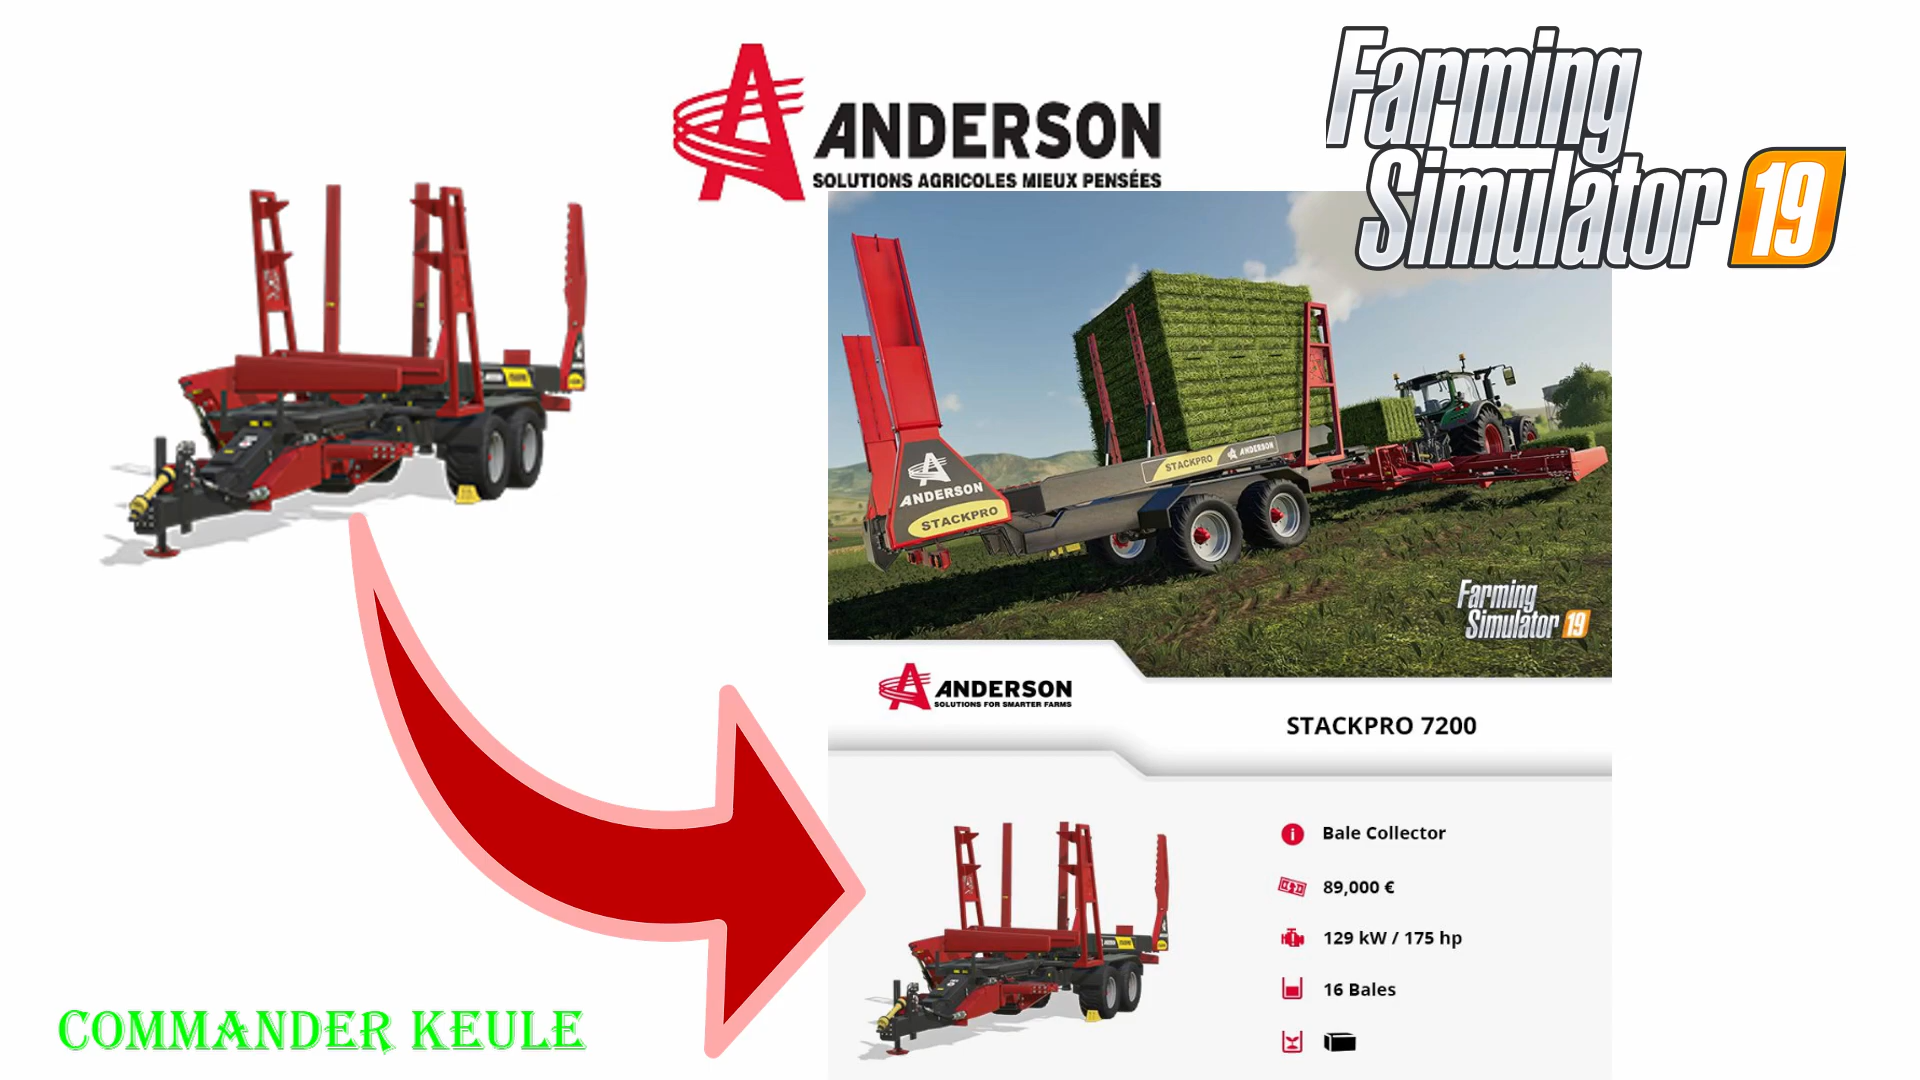 ANDERSON
SOLUTIONS AGRICOLES MIEUX PENSÉES
Farming
Simulator 19
STACKPRO ANDERSON
ANDERSON
STACKPRO
Farming
Simulator 19
ANDERSON
SOLUTIONS FOR SMARTER FARMS
STACKPRO 7200
Bale Collector
89,000 €
129 kW / 175 hp
16 Bales
COMMANDER KEULE